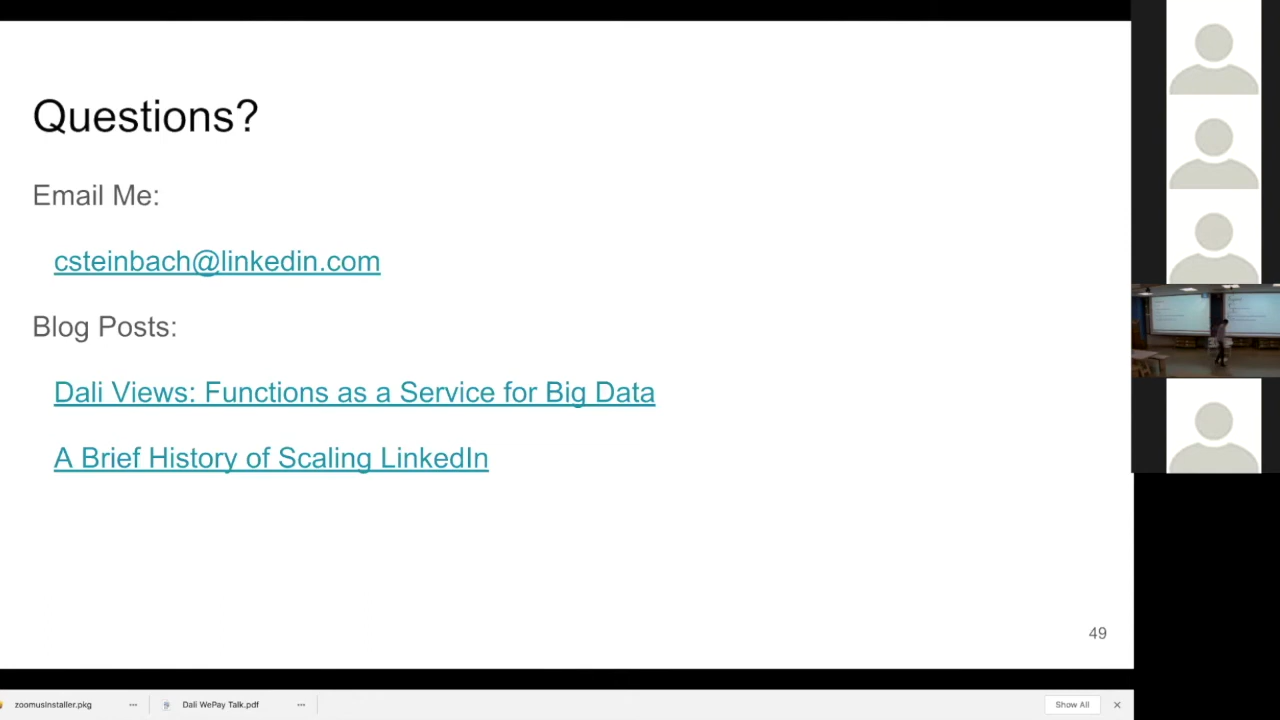 Questions?
Email Me:
csteinbach@linkedin.com
Blog Posts:
Dali Views: Functions as a Service for Big Data
A Brief History of Scaling LinkedIn
49
zoomusInstaller.pkg
Dali WePay Talk.pdf
Show All